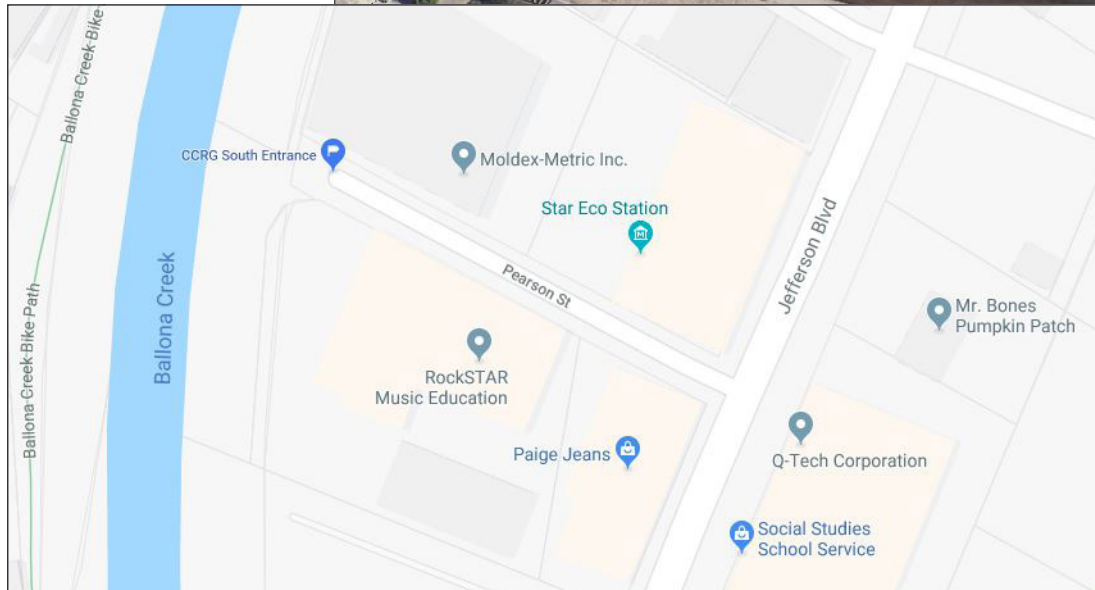 Ballona Creek Bike
CCRG South Entrance
Moldex-Metric Inc.
Star Eco Station
Jefferson Blvd
Pearson St
Ballona Creek
Mr. Bones
Pumpkin Patch
Ballona Creek Bike Path
RockSTAR
Music Education
Paige Jeans
Q-Tech Corporation
Social Studies
School Service